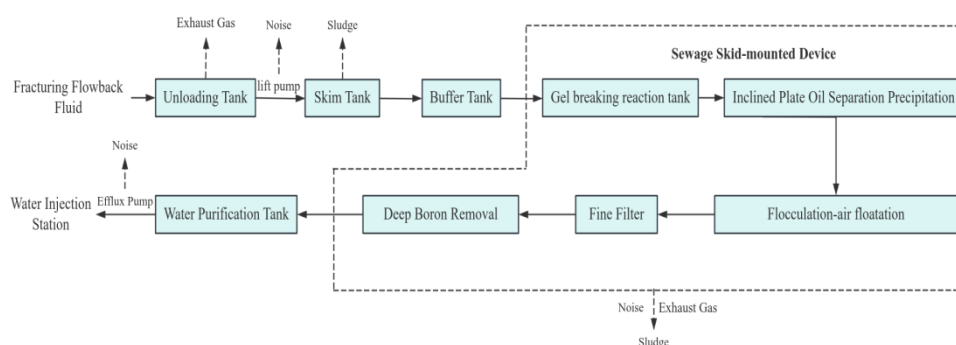 Exhaust Gas
Noise
Sludge
Sewage Skid-mounted Device
Fracturing Flowback
Fluid
Unloading Tank
lift pump
Skim Tank
Buffer Tank
Gel breaking reaction tank
Inclined Plate Oil Separation Precipitation
Noise
Water Injection
Station
Efflux Pump
Water Purification Tank
Deep Boron Removal
Fine Filter
Flocculation-air floatation
Noise
Exhaust Gas
Sludge